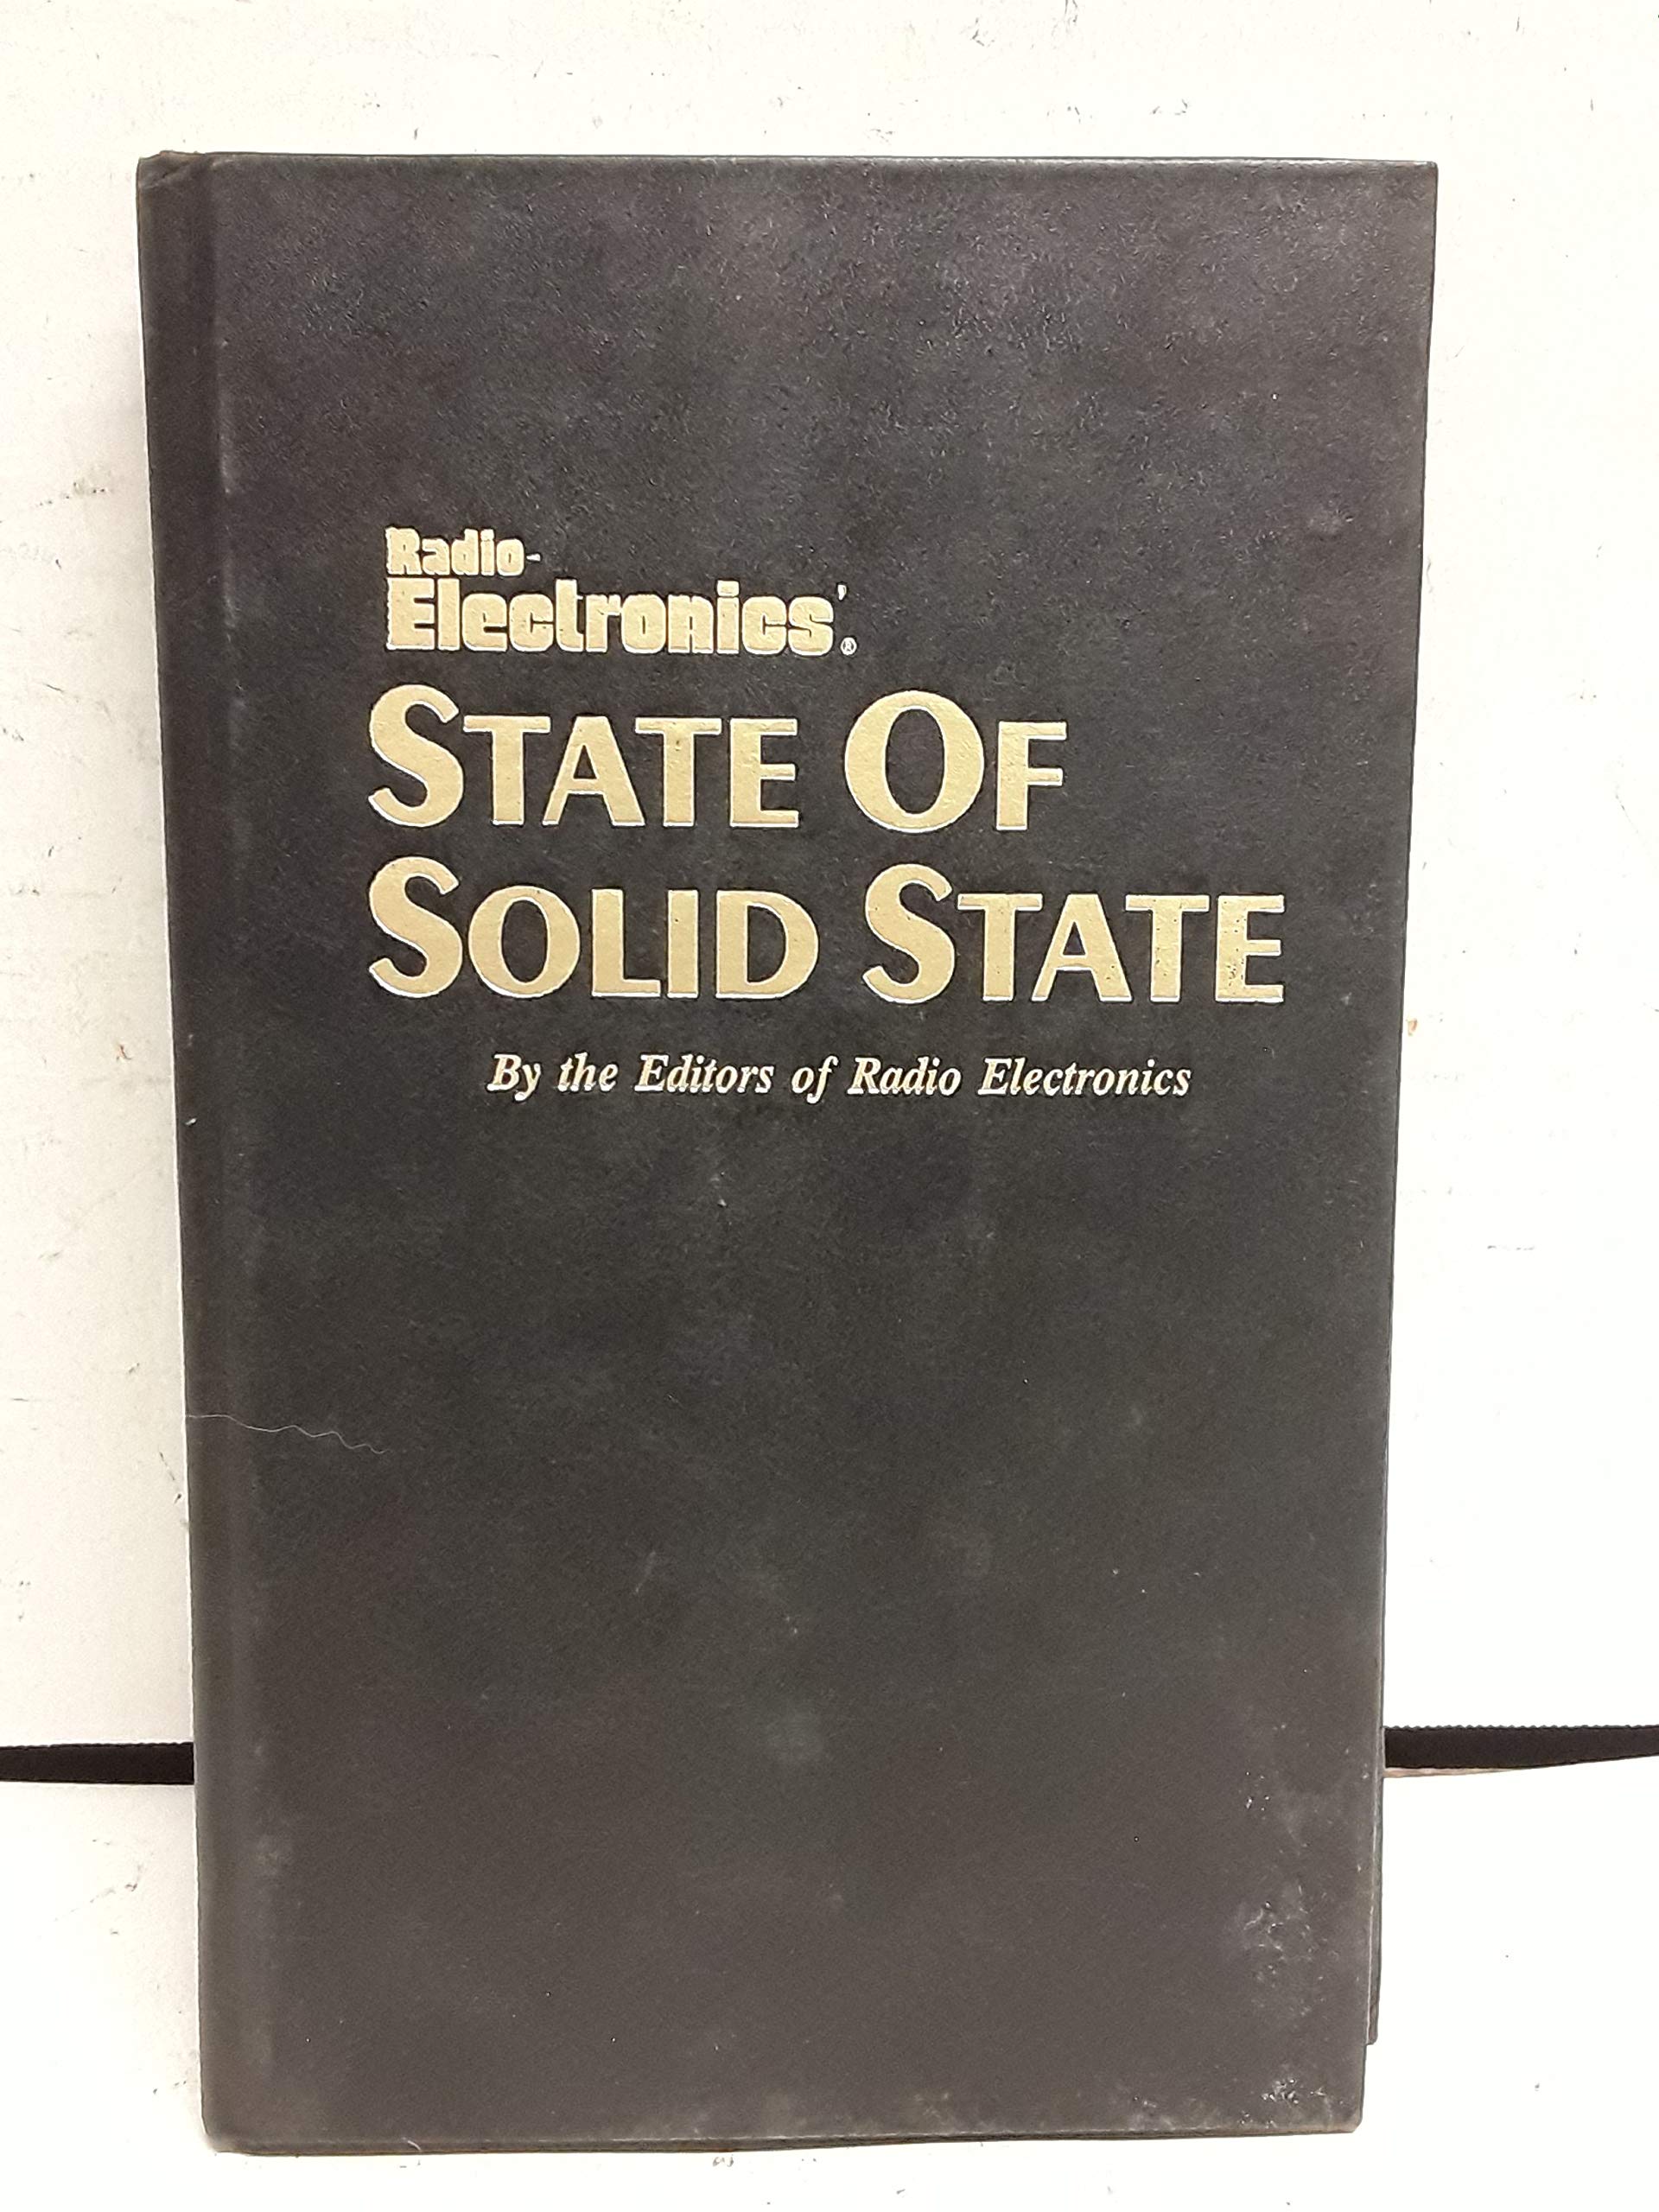 Radio-
Electronics'®
STATE OF
SOLID STATE
By the Editors of Radio Electronics